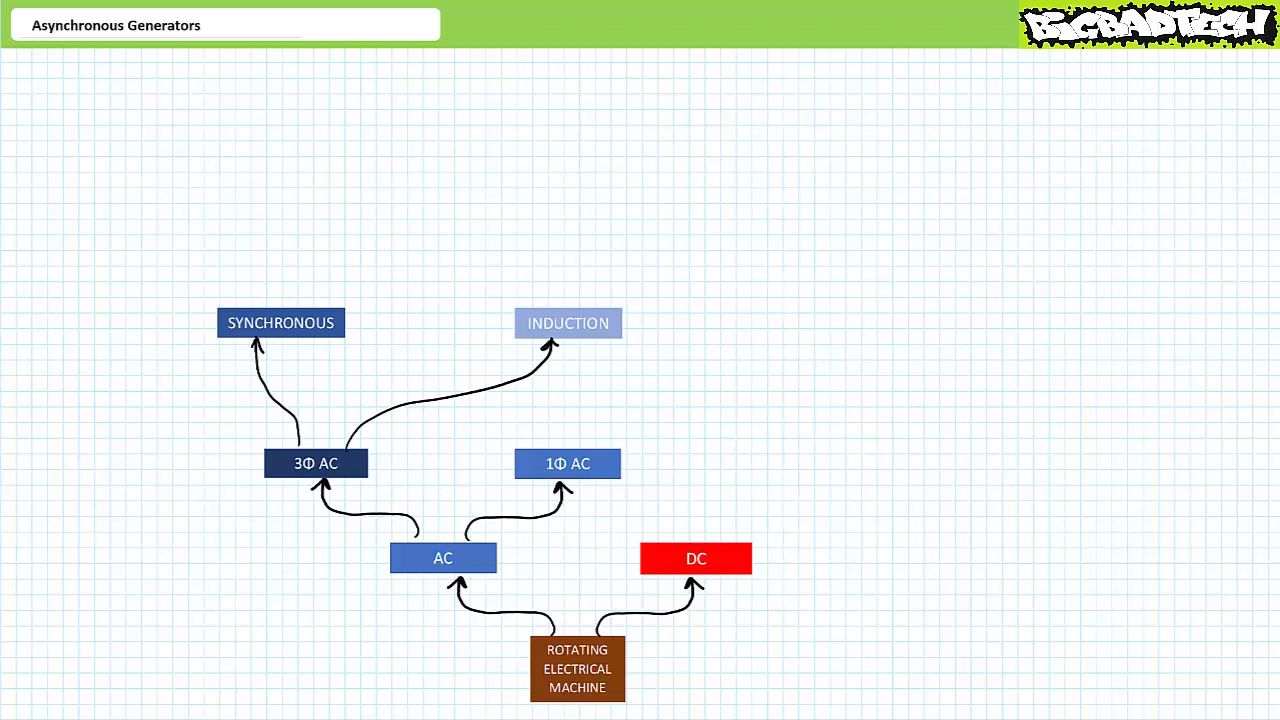 Asynchronous Generators
BIGBADTECH
SYNCHRONOUS
INDUCTION
3Φ AC
1Φ AC
AC
DC
ROTATING
ELECTRICAL
MACHINE